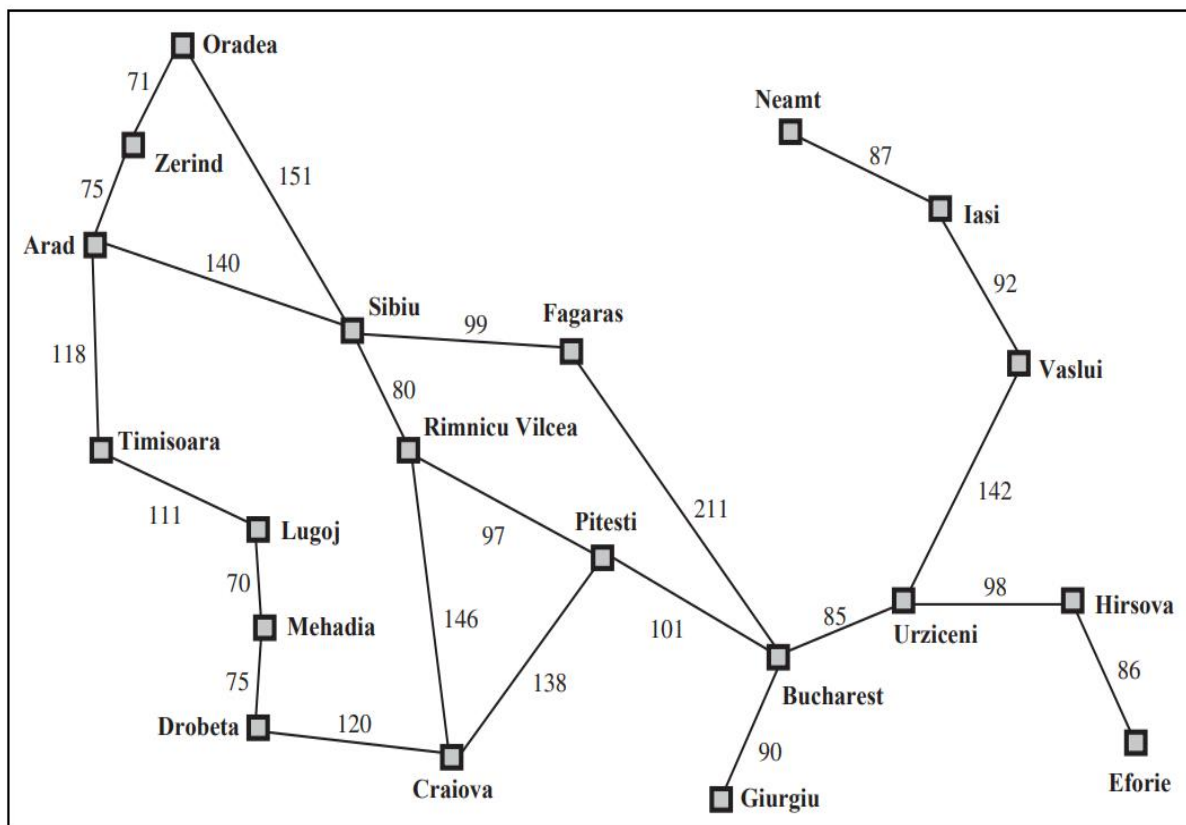 Oradea
71
Neamt
Zerind
87
75
151
Iasi
Arad
140
92
Sibiu
Fagaras
99
118
Vaslui
80
Rimnicu Vilcea
Timisoara
142
111
211
Lugoj
97
Pitesti
70
98
Hirsova
146
85
Mehadia
101
Urziceni
138
86
75
Bucharest
Drobeta
120
90
Craiova
Giurgiu
Eforie